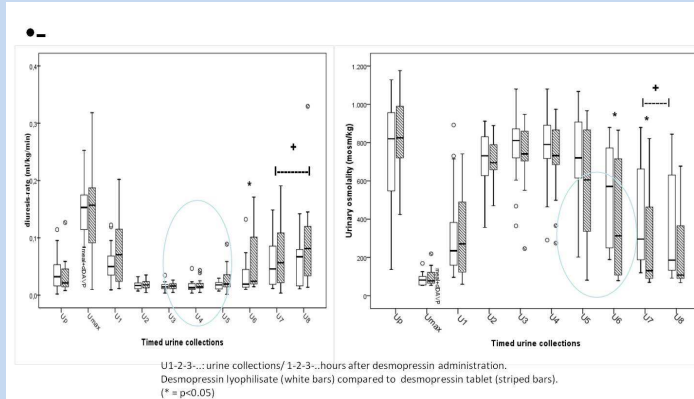 0,4
0,3
0,2
0,1
0,0
diuresis rate (ml/kg/min)
meal+dDAVP
*
+
Up
Umax
U1
U2
U3
U4
U5
U6
U7
U8
Timed urine collections
1.200
1.000
800
600
400
200
0
Urinary osmolality (mosm/kg)
meal+dDAVP
*
*
+
Up
Umax
U1
U2
U3
U4
U5
U6
U7
U8
Timed urine collections
U1-2-3-..: urine collections/ 1-2-3-..hours after desmopressin administration.
Desmopressin lyophilisate (white bars) compared to desmopressin tablet (striped bars).
(* = p<0.05)